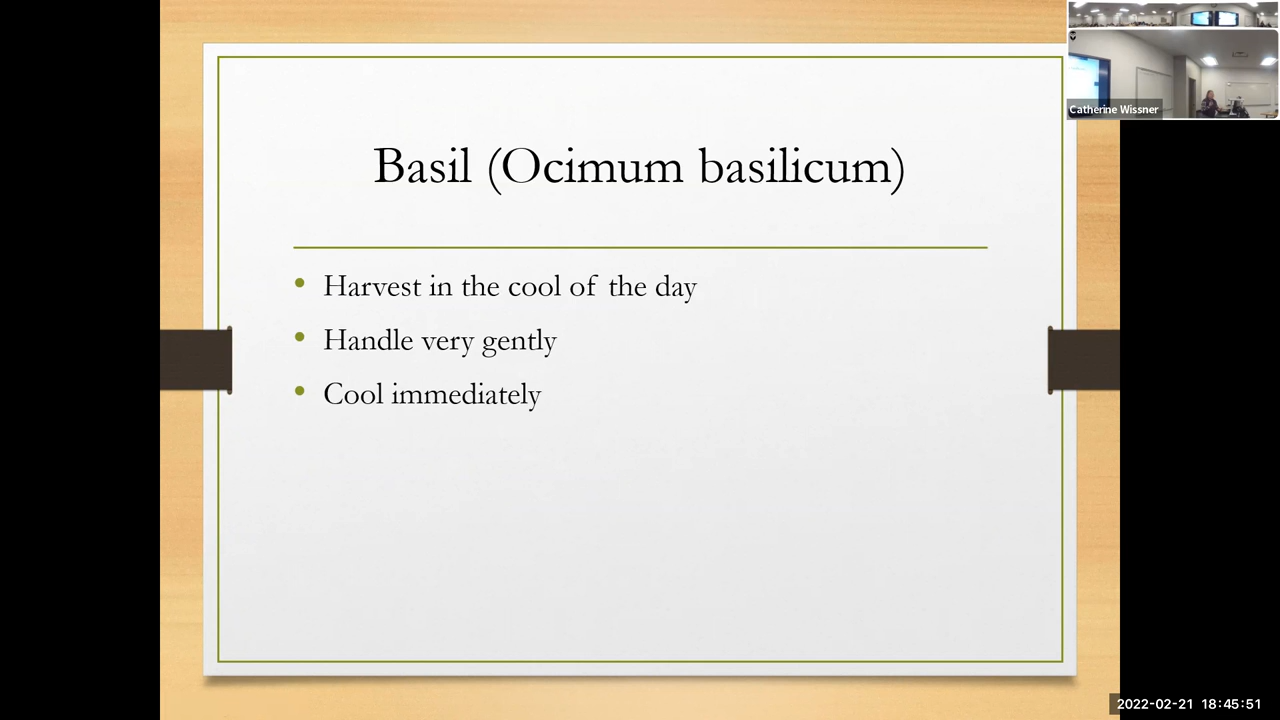 Catherine Wissner
Basil (Ocimum basilicum)
• Harvest in the cool of the day
• Handle very gently
• Cool immediately
2022-02-21 18:45:51